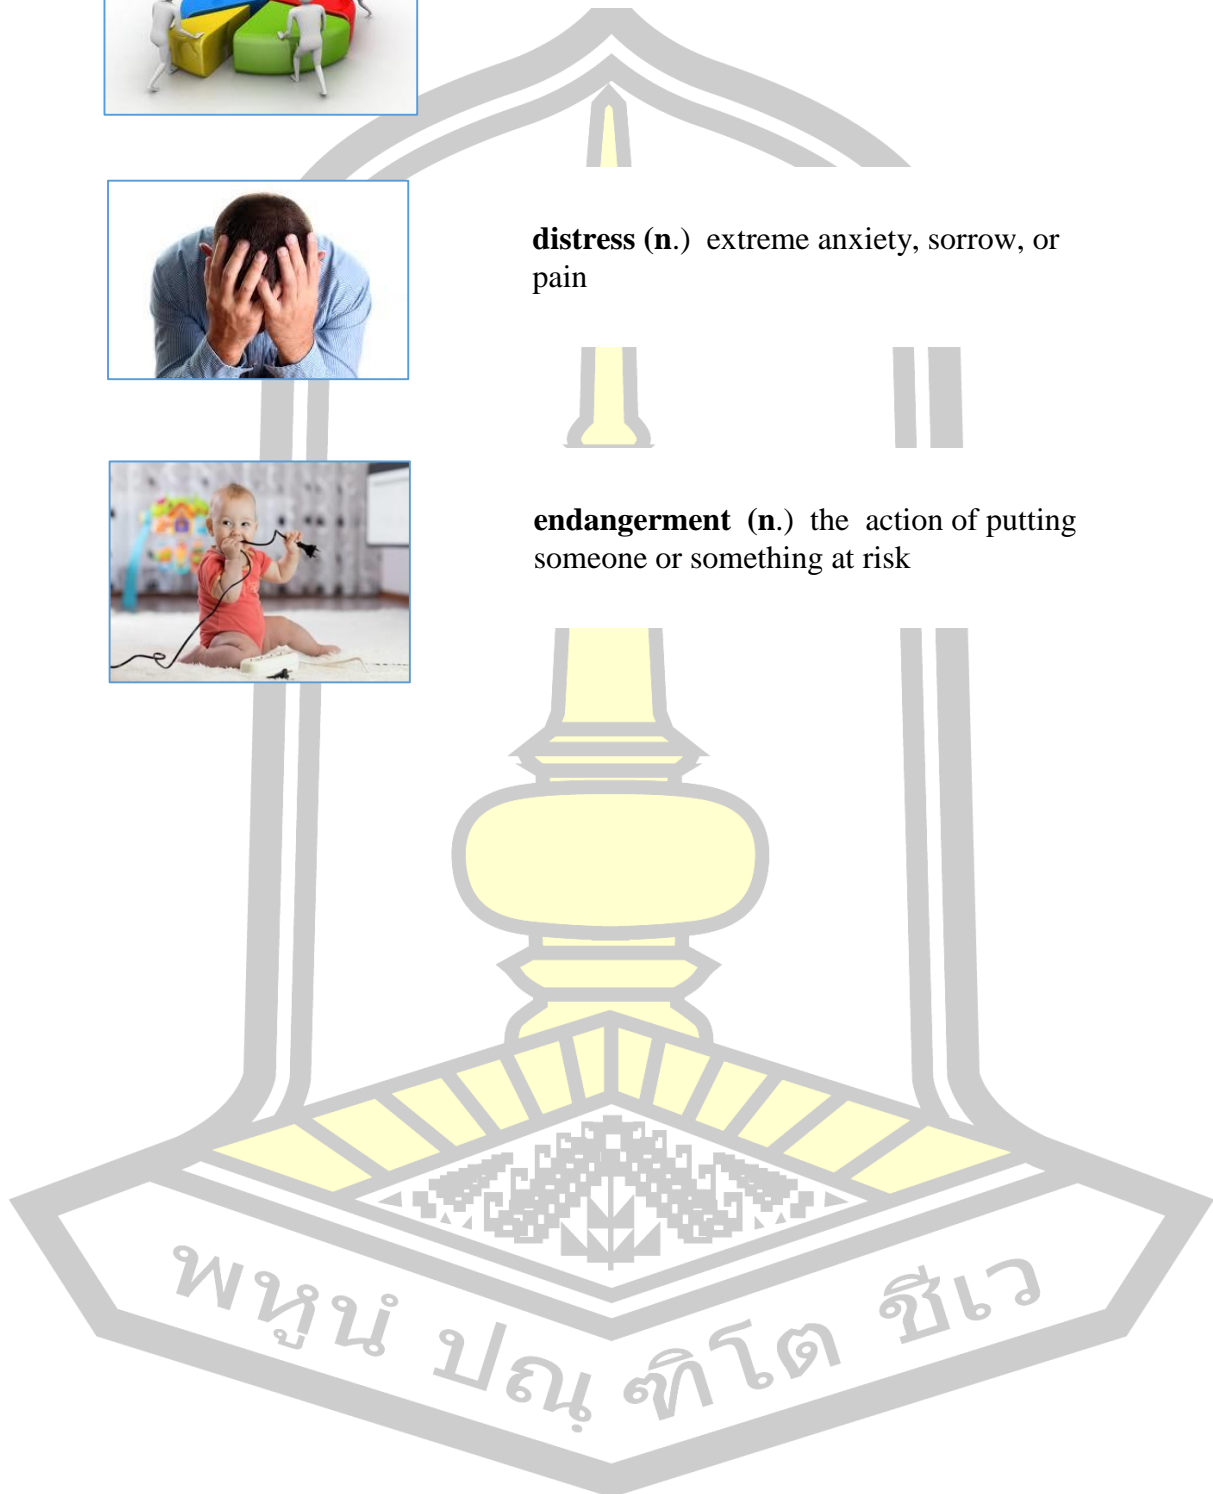 distress (n.) extreme anxiety, sorrow, or
pain
endangerment (n.) the action of putting
someone or something at risk
พหูนํ ปณฺฑิโต ชีเว